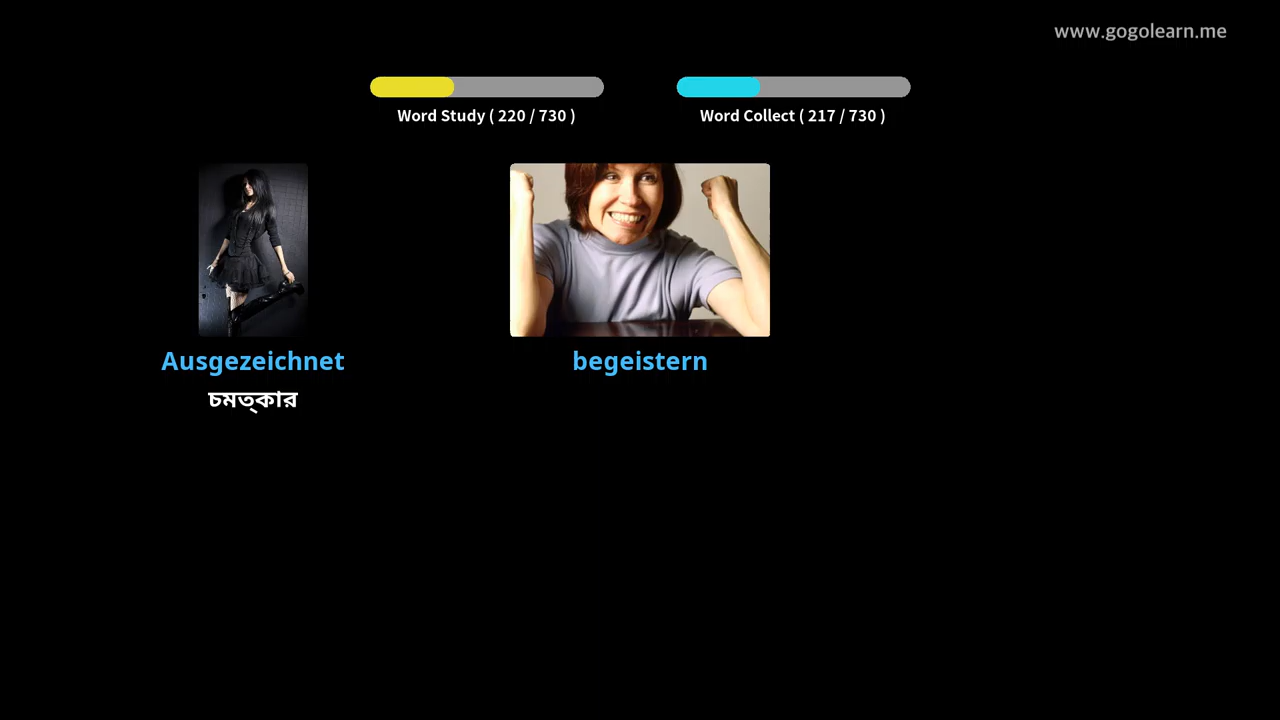 www.gogolearn.me
Word Study ( 220 / 730 )
Word Collect ( 217 / 730 )
Ausgezeichnet
begeistern
চমত্কার